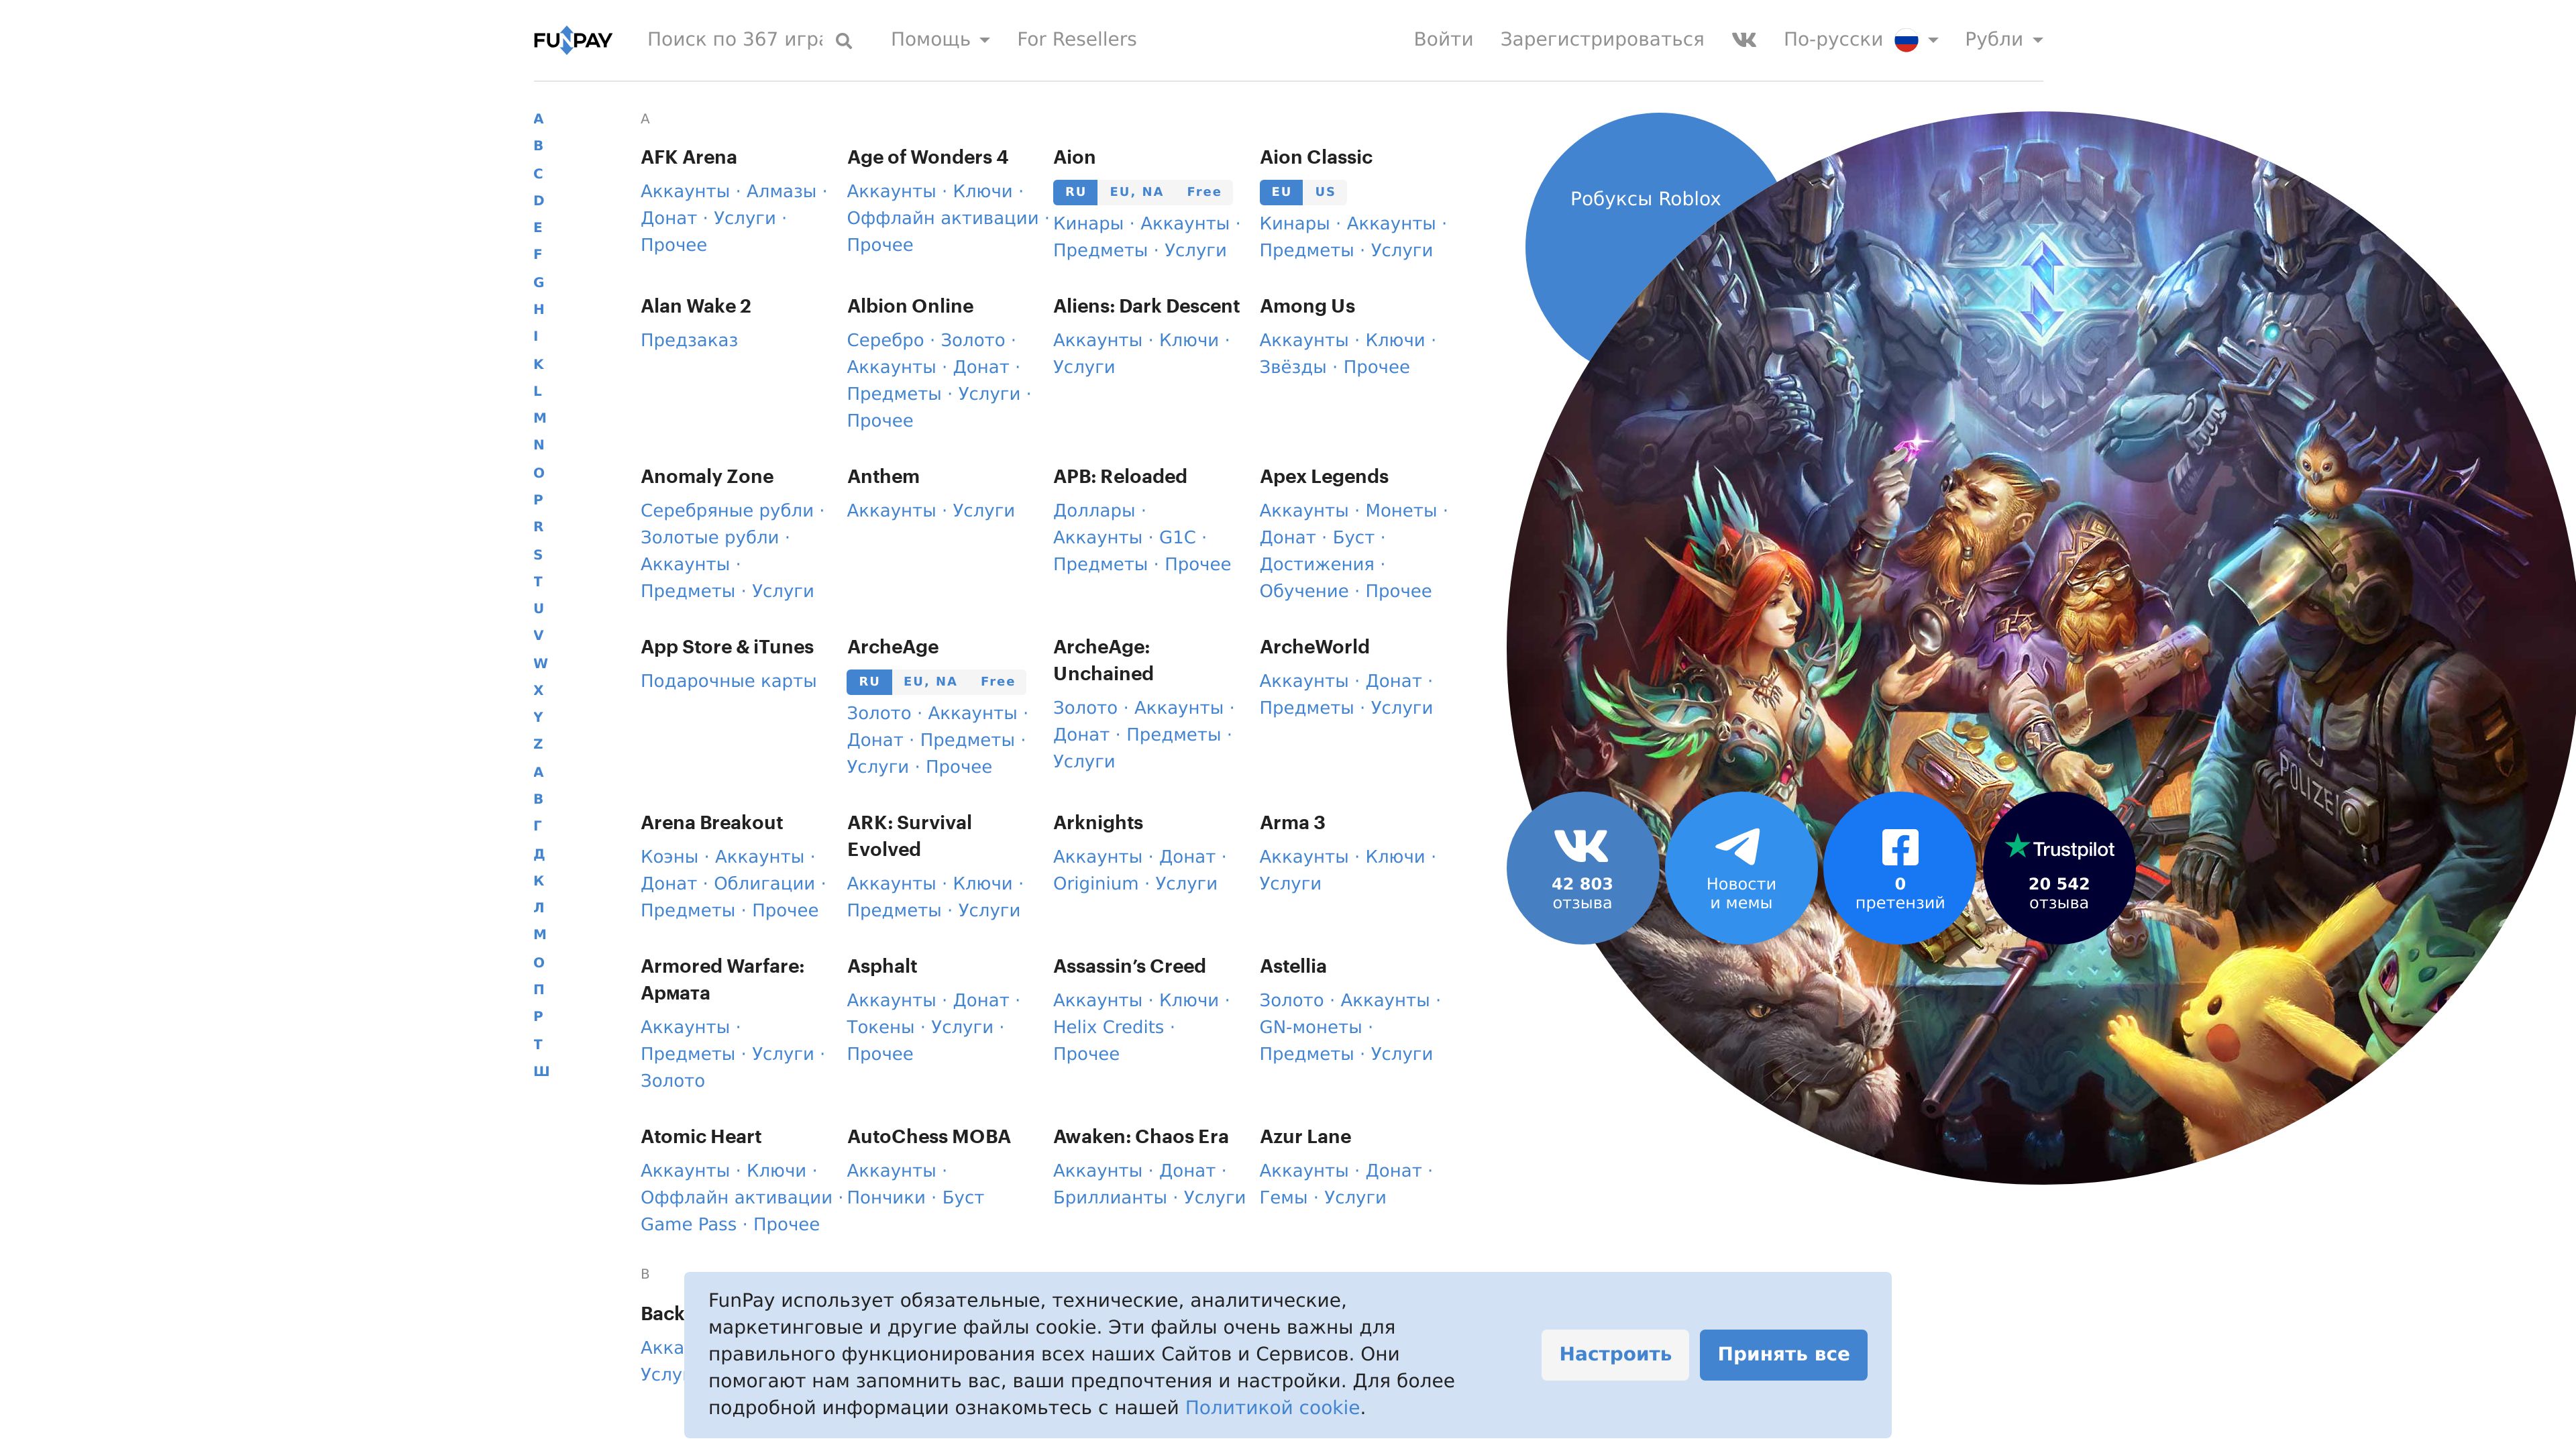 FUNPAY
Поиск по 367 игра
Помощь
For Resellers
Войти
Зарегистрироваться
По-русски
Рубли
A
B
C
D
E
F
G
H
I
K
L
M
N
O
P
R
S
T
U
V
W
X
Y
Z
А
В
Г
Д
К
Л
М
О
П
Р
Т
Ш
A
AFK Arena
Аккаунты · Алмазы ·
Донат · Услуги ·
Прочее
Age of Wonders 4
Аккаунты · Ключи ·
Оффлайн активации ·
Прочее
Aion
RU EU, NA Free
Кинары · Аккаунты ·
Предметы · Услуги
Aion Classic
EU US
Кинары · Аккаунты ·
Предметы · Услуги
Alan Wake 2
Предзаказ
Albion Online
Серебро · Золото ·
Аккаунты · Донат ·
Предметы · Услуги ·
Прочее
Aliens: Dark Descent
Аккаунты · Ключи ·
Услуги
Among Us
Аккаунты · Ключи ·
Звёзды · Прочее
Anomaly Zone
Серебряные рубли ·
Золотые рубли ·
Аккаунты ·
Предметы · Услуги
Anthem
Аккаунты · Услуги
APB: Reloaded
Доллары ·
Аккаунты · G1C ·
Предметы · Прочее
Apex Legends
Аккаунты · Монеты ·
Донат · Буст ·
Достижения ·
Обучение · Прочее
App Store & iTunes
Подарочные карты
ArcheAge
RU EU, NA Free
Золото · Аккаунты ·
Донат · Предметы ·
Услуги · Прочее
ArcheAge:
Unchained
Золото · Аккаунты ·
Донат · Предметы ·
Услуги
ArcheWorld
Аккаунты · Донат ·
Предметы · Услуги
Arena Breakout
Коэны · Аккаунты ·
Донат · Облигации ·
Предметы · Прочее
ARK: Survival
Evolved
Аккаунты · Ключи ·
Предметы · Услуги
Arknights
Аккаунты · Донат ·
Originium · Услуги
Arma 3
Аккаунты · Ключи ·
Услуги
Armored Warfare:
Армата
Аккаунты ·
Предметы · Услуги ·
Золото
Asphalt
Аккаунты · Донат ·
Токены · Услуги ·
Прочее
Assassin’s Creed
Аккаунты · Ключи ·
Helix Credits ·
Прочее
Astellia
Золото · Аккаунты ·
GN-монеты ·
Предметы · Услуги
Atomic Heart
Аккаунты · Ключи ·
Оффлайн активации ·
Game Pass · Прочее
AutoChess MOBA
Аккаунты ·
Пончики · Буст
Awaken: Chaos Era
Аккаунты · Донат ·
Бриллианты · Услуги
Azur Lane
Аккаунты · Донат ·
Гемы · Услуги
B
Back
Акка
Услу
Робуксы Roblox
POLIZEI
42 803
отзыва
Новости
и мемы
0
претензий
Trustpilot
20 542
отзыва
FunPay использует обязательные, технические, аналитические,
маркетинговые и другие файлы cookie. Эти файлы очень важны для
правильного функционирования всех наших Сайтов и Сервисов. Они
помогают нам запомнить вас, ваши предпочтения и настройки. Для более
подробной информации ознакомьтесь с нашей Политикой cookie.
Настроить
Принять все